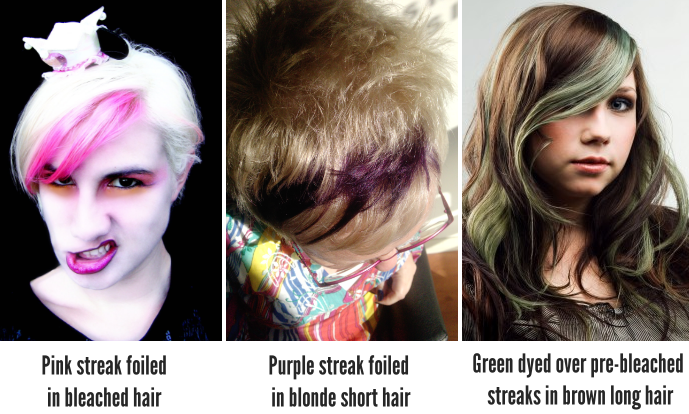 Pink streak foiled
in bleached hair
Purple streak foiled
in blonde short hair
Green dyed over pre-bleached
streaks in brown long hair